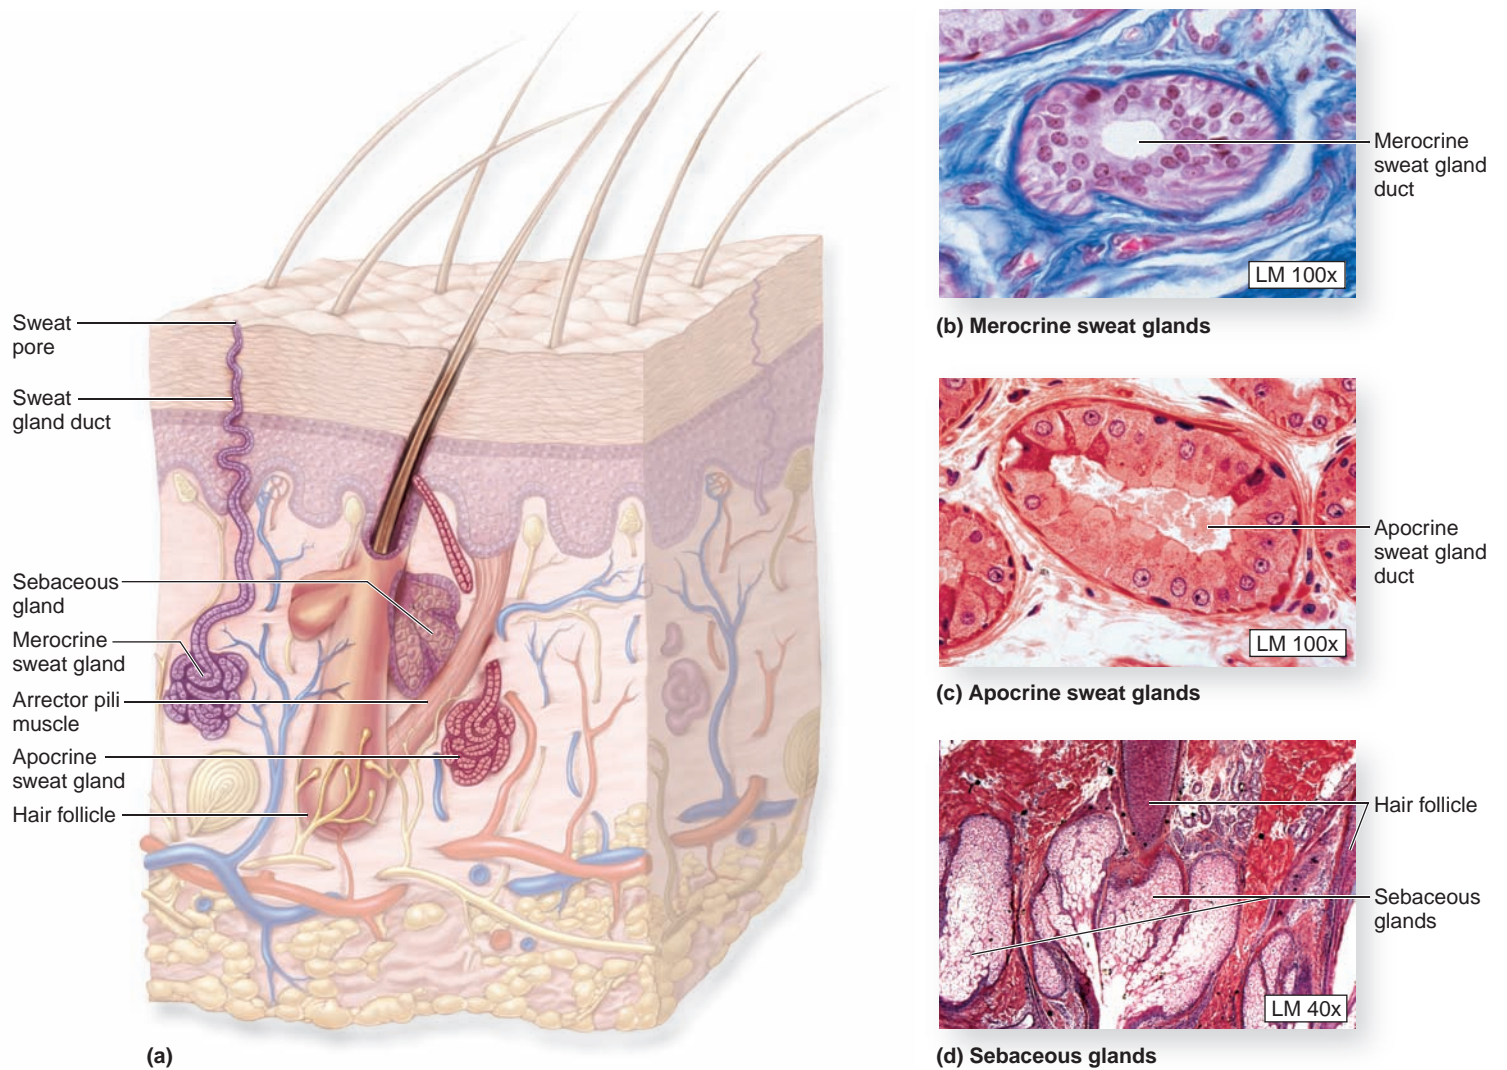 Sweat
pore
Sweat
gland duct
Sebaceous
gland
Merocrine
sweat gland
Arrector pili
muscle
Apocrine
sweat gland
Hair follicle
(a)
Merocrine
sweat gland
duct
LM 100x
(b) Merocrine sweat glands
Apocrine
sweat gland
duct
LM 100x
(c) Apocrine sweat glands
Hair follicle
Sebaceous
glands
LM 40x
(d) Sebaceous glands